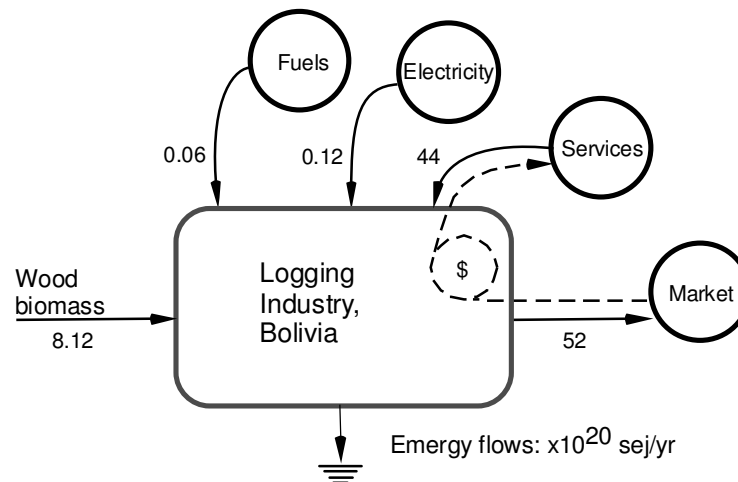 Fuels
Electricity
0.06
0.12
44
Services
Wood
biomass
8.12
Logging
Industry,
Bolivia
$
Market
52
Emergy flows: x10^20 sej/yr